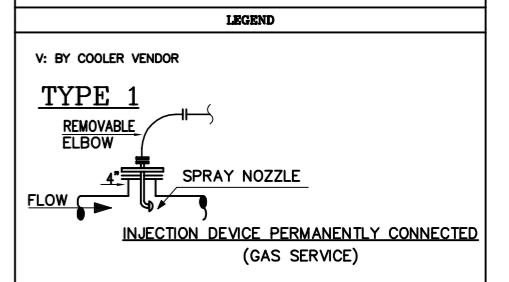 LEGEND
V: BY COOLER VENDOR
TYPE 1
REMOVABLE
ELBOW
4"
SPRAY NOZZLE
FLOW
INJECTION DEVICE PERMANENTLY CONNECTED
(GAS SERVICE)